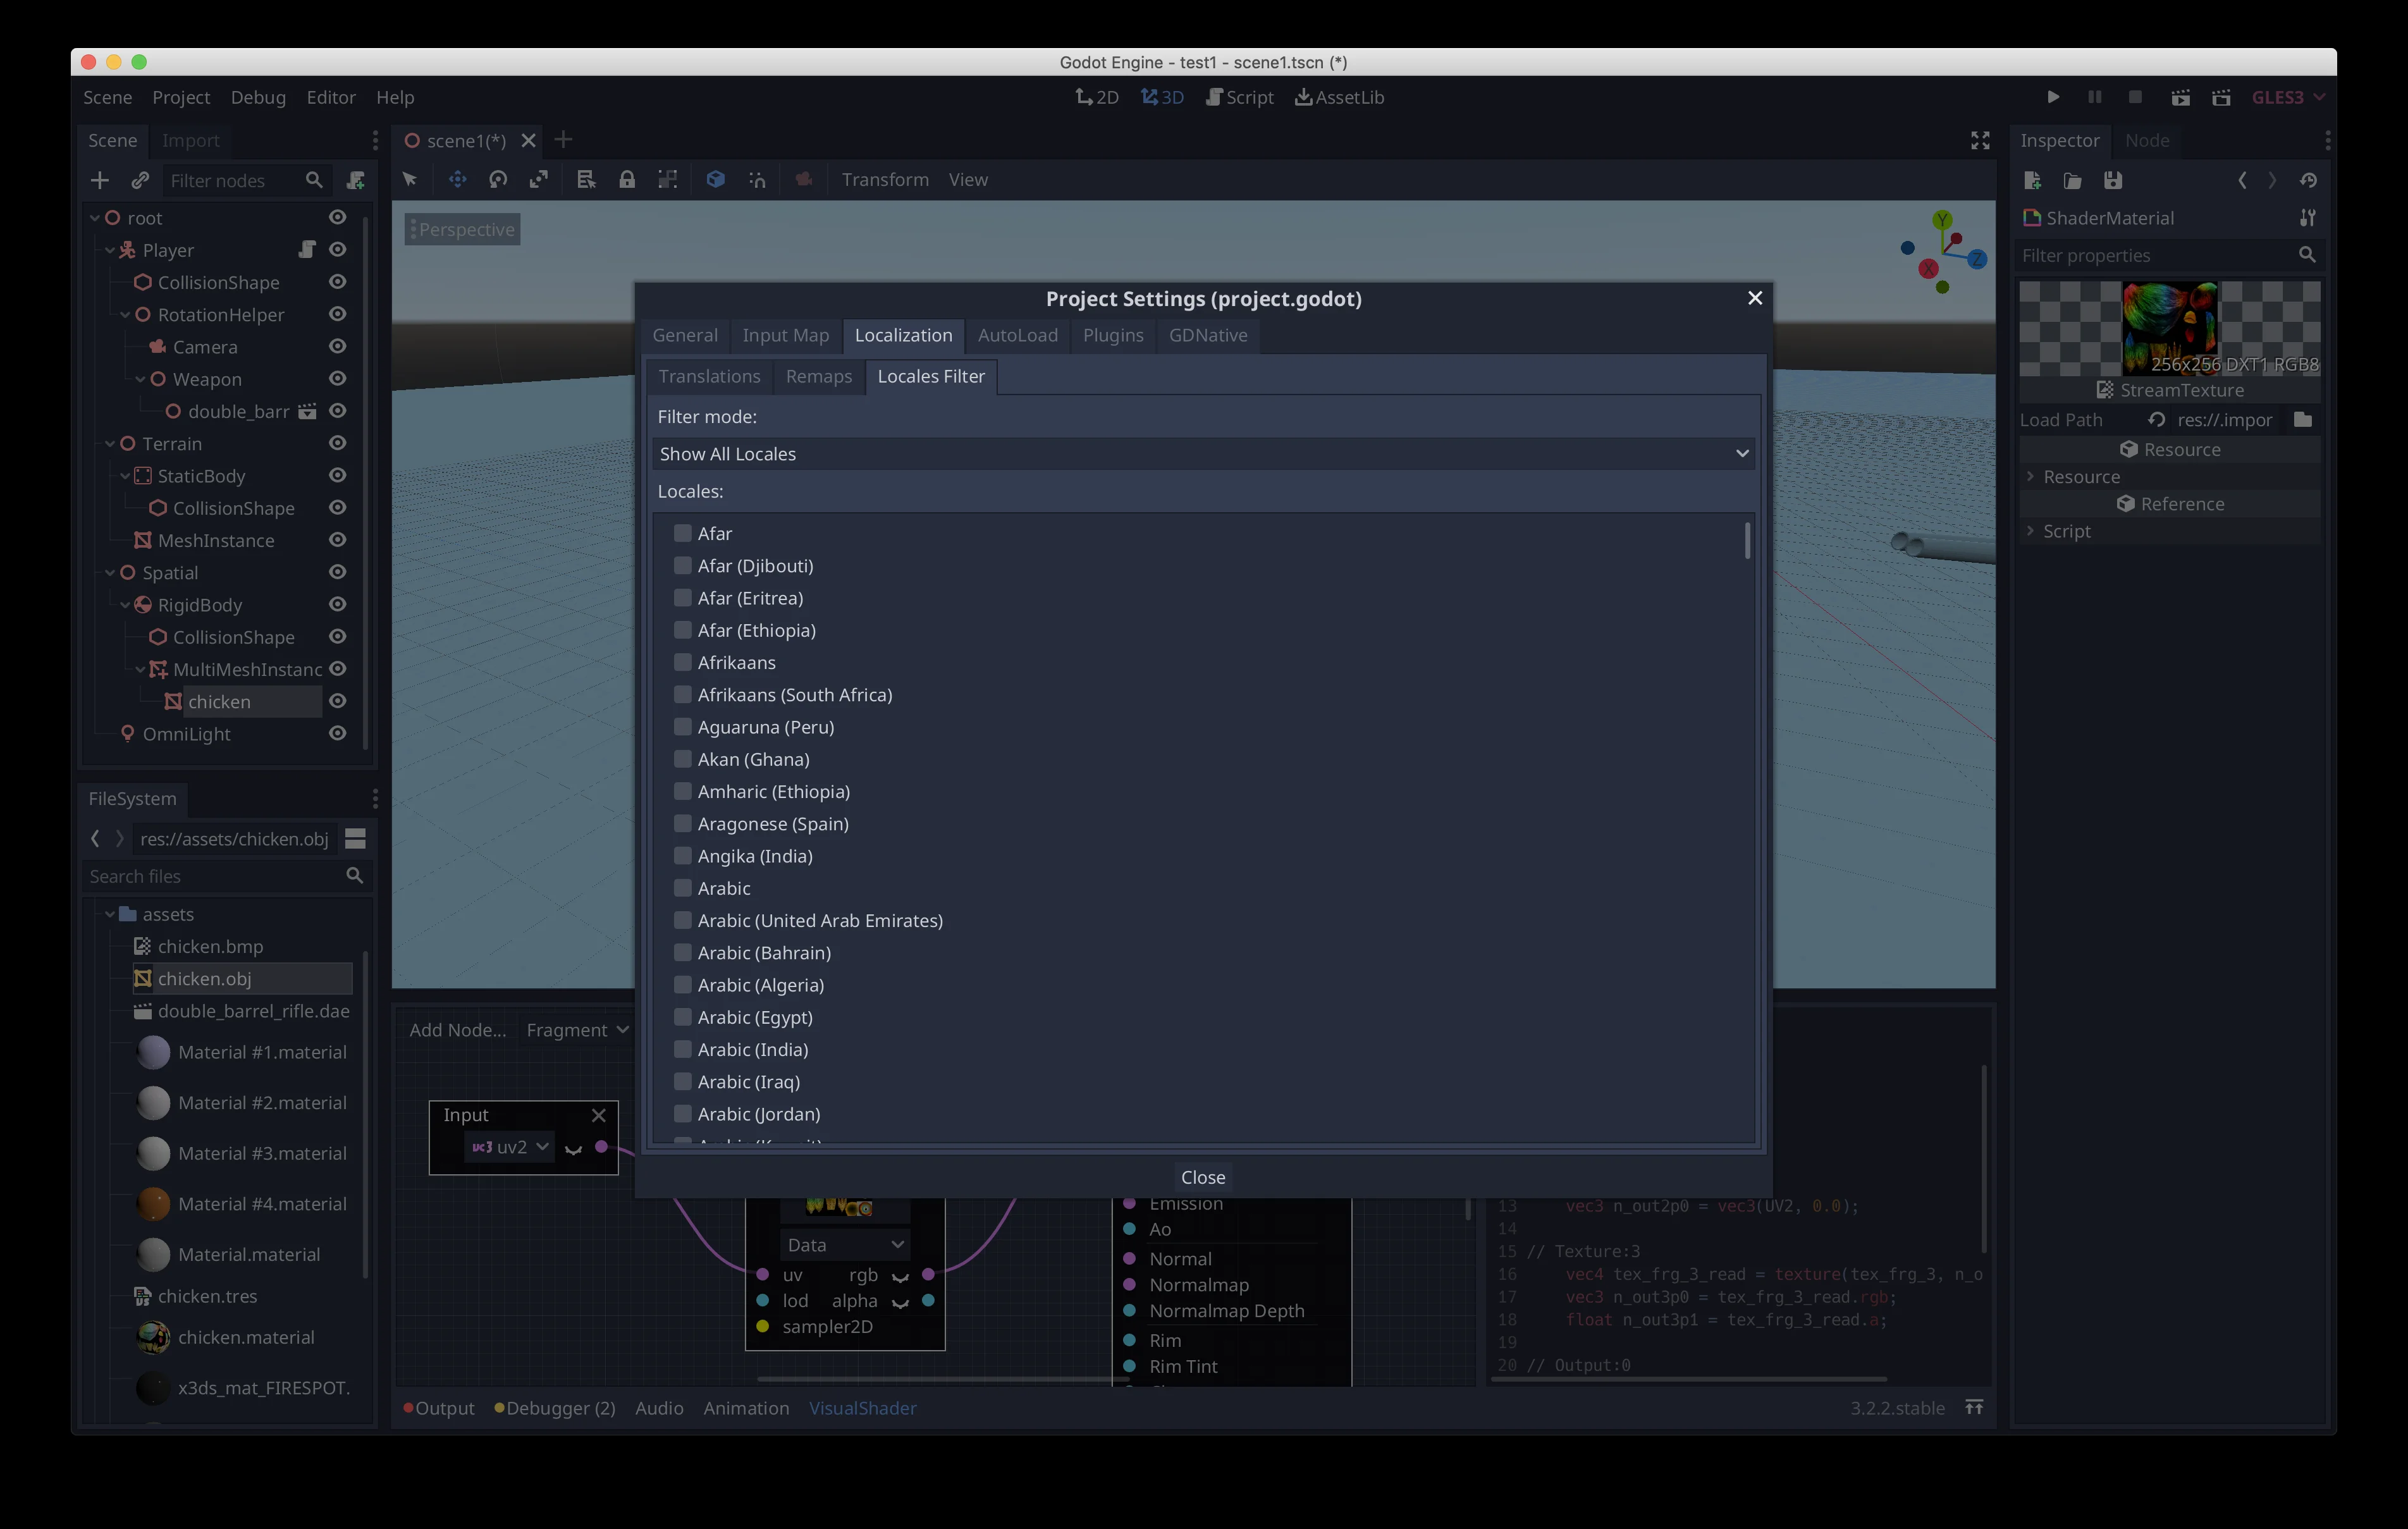 Godot Engine - test1 - scene1.tscn (*)
Scene Project Debug Editor Help
2D 3D Script AssetLib
GLES3
Scene Import
Filter nodes
root
Player
CollisionShape
RotationHelper
Camera
Weapon
double_barr
Terrain
StaticBody
CollisionShape
MeshInstance
Spatial
RigidBody
CollisionShape
MultiMeshInstanc
chicken
OmniLight
FileSystem
res://assets/chicken.obj
Search files
assets
chicken.bmp
chicken.obj
double_barrel_rifle.dae
Material #1.material
Material #2.material
Material #3.material
Material #4.material
Material.material
chicken.tres
chicken.material
x3ds_mat_FIRESPOT.
scene1(*)
Transform View
Perspective
Y
X
Z
Project Settings (project.godot)
General Input Map Localization AutoLoad Plugins GDNative
Translations Remaps Locales Filter
Filter mode:
Show All Locales
Locales:
Afar
Afar (Djibouti)
Afar (Eritrea)
Afar (Ethiopia)
Afrikaans
Afrikaans (South Africa)
Aguaruna (Peru)
Akan (Ghana)
Amharic (Ethiopia)
Aragonese (Spain)
Angika (India)
Arabic
Arabic (United Arab Emirates)
Arabic (Bahrain)
Arabic (Algeria)
Arabic (Egypt)
Arabic (India)
Arabic (Iraq)
Arabic (Jordan)
Close
Add Node... Fragment
Input
uv2
Data
uv rgb
lod alpha
sampler2D
Emission
Ao
Normal
Normalmap
Normalmap Depth
Rim
Rim Tint
13 vec3 n_out2p0 = vec3(UV2, 0.0);
14
15 // Texture:3
16 vec4 tex_frg_3_read = texture(tex_frg_3, n_o
17 vec3 n_out3p0 = tex_frg_3_read.rgb;
18 float n_out3p1 = tex_frg_3_read.a;
19
20 // Output:0
Output Debugger (2) Audio Animation VisualShader
3.2.2.stable
Inspector Node
ShaderMaterial
Filter properties
256x256 DXT1 RGB8
StreamTexture
Load Path res://.impor
Resource
Resource
Reference
Script